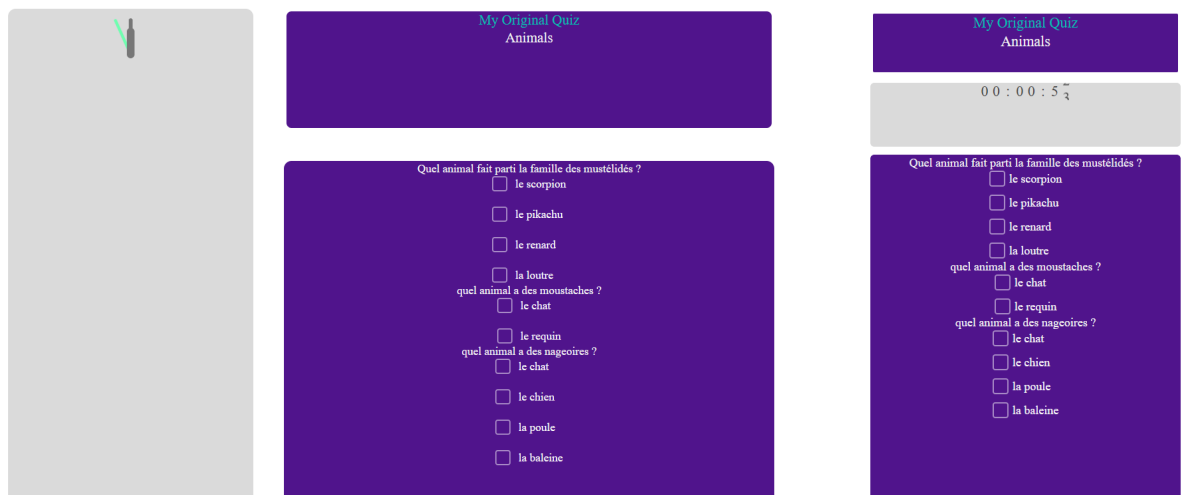 My Original Quiz
Animals
Quel animal fait parti la famille des mustélidés ?
le scorpion
le pikachu
le renard
la loutre
quel animal a des moustaches ?
le chat
le requin
quel animal a des nageoires ?
le chat
le chien
la poule
la baleine
My Original Quiz
Animals
00:00:5
Quel animal fait parti la famille des mustélidés ?
le scorpion
le pikachu
le renard
la loutre
quel animal a des moustaches ?
le chat
le requin
quel animal a des nageoires ?
le chat
le chien
la poule
la baleine